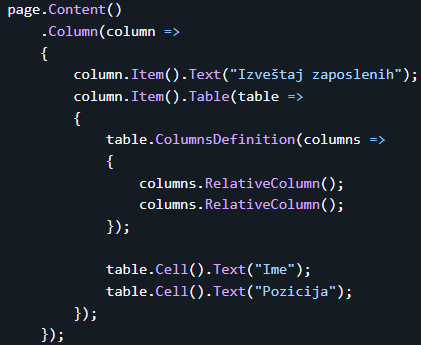 page.Content()
    .Column(column =>
    {
        column.Item().Text("Izveštaj zaposlenih");
        column.Item().Table(table =>
        {
            table.ColumnsDefinition(columns =>
            {
                columns.RelativeColumn();
                columns.RelativeColumn();
            });

            table.Cell().Text("Ime");
            table.Cell().Text("Pozicija");
        });
    });